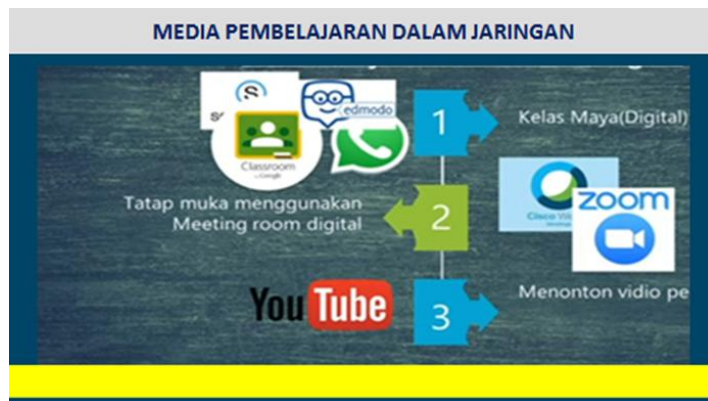 MEDIA PEMBELAJARAN DALAM JARINGAN
S
edmodo
Classroom
1
Kelas Maya(Digital)
Tatap muka menggunakan
Meeting room digital
2
zoom
YouTube
3
Menonton vidio pe